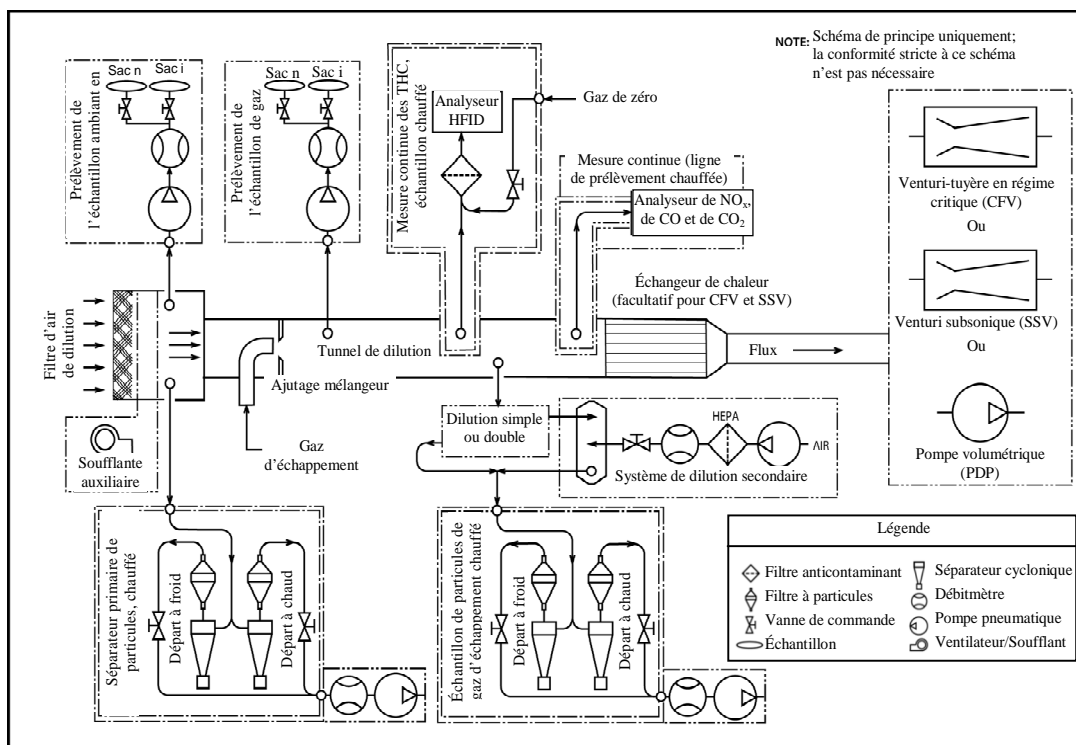 NOTE: Schéma de principe uniquement;
la conformité stricte à ce schéma
n'est pas nécessaire
Sac n
Sac i
Prélèvement de
l'échantillon ambiant en
Sac n
Sac i
Prélèvement de
l'échantillon de gaz
Mesure continue des THC,
échantillon chauffé
Analyseur
HFID
Gaz de zéro
Mesure continue (ligne
de prélèvement chauffée)
Analyseur de NOx,
de CO et de CO2
Venturi-tuyère en régime
critique (CFV)
Ou
Venturi subsonique (SSV)
Ou
Pompe volumétrique
(PDP)
Échangeur de chaleur
(facultatif pour CFV et SSV)
Filtre d'air
de dilution
Tunnel de dilution
Flux
Ajutage mélangeur
Gaz
d'échappement
Soufflante
auxiliaire
Dilution simple
ou double
HEPA
AIR
Système de dilution secondaire
Séparateur primaire de
particules, chauffé
Départ à froid
Départ à chaud
Échantillon de particules de
gaz d'échappement chauffé
Départ à froid
Départ à chaud
Légende
Filtre anticontaminant
Filtre à particules
Vanne de commande
Échantillon
Séparateur cyclonique
Débitmètre
Pompe pneumatique
Ventilateur/Soufflant